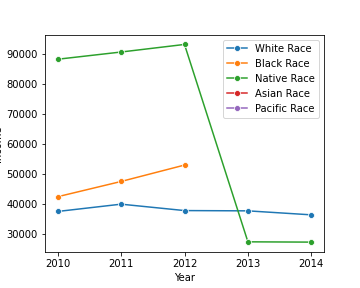 White Race
Black Race
Native Race
Asian Race
Pacific Race
90000
80000
70000
60000
50000
40000
30000
2010 2011 2012 2013 2014
Year